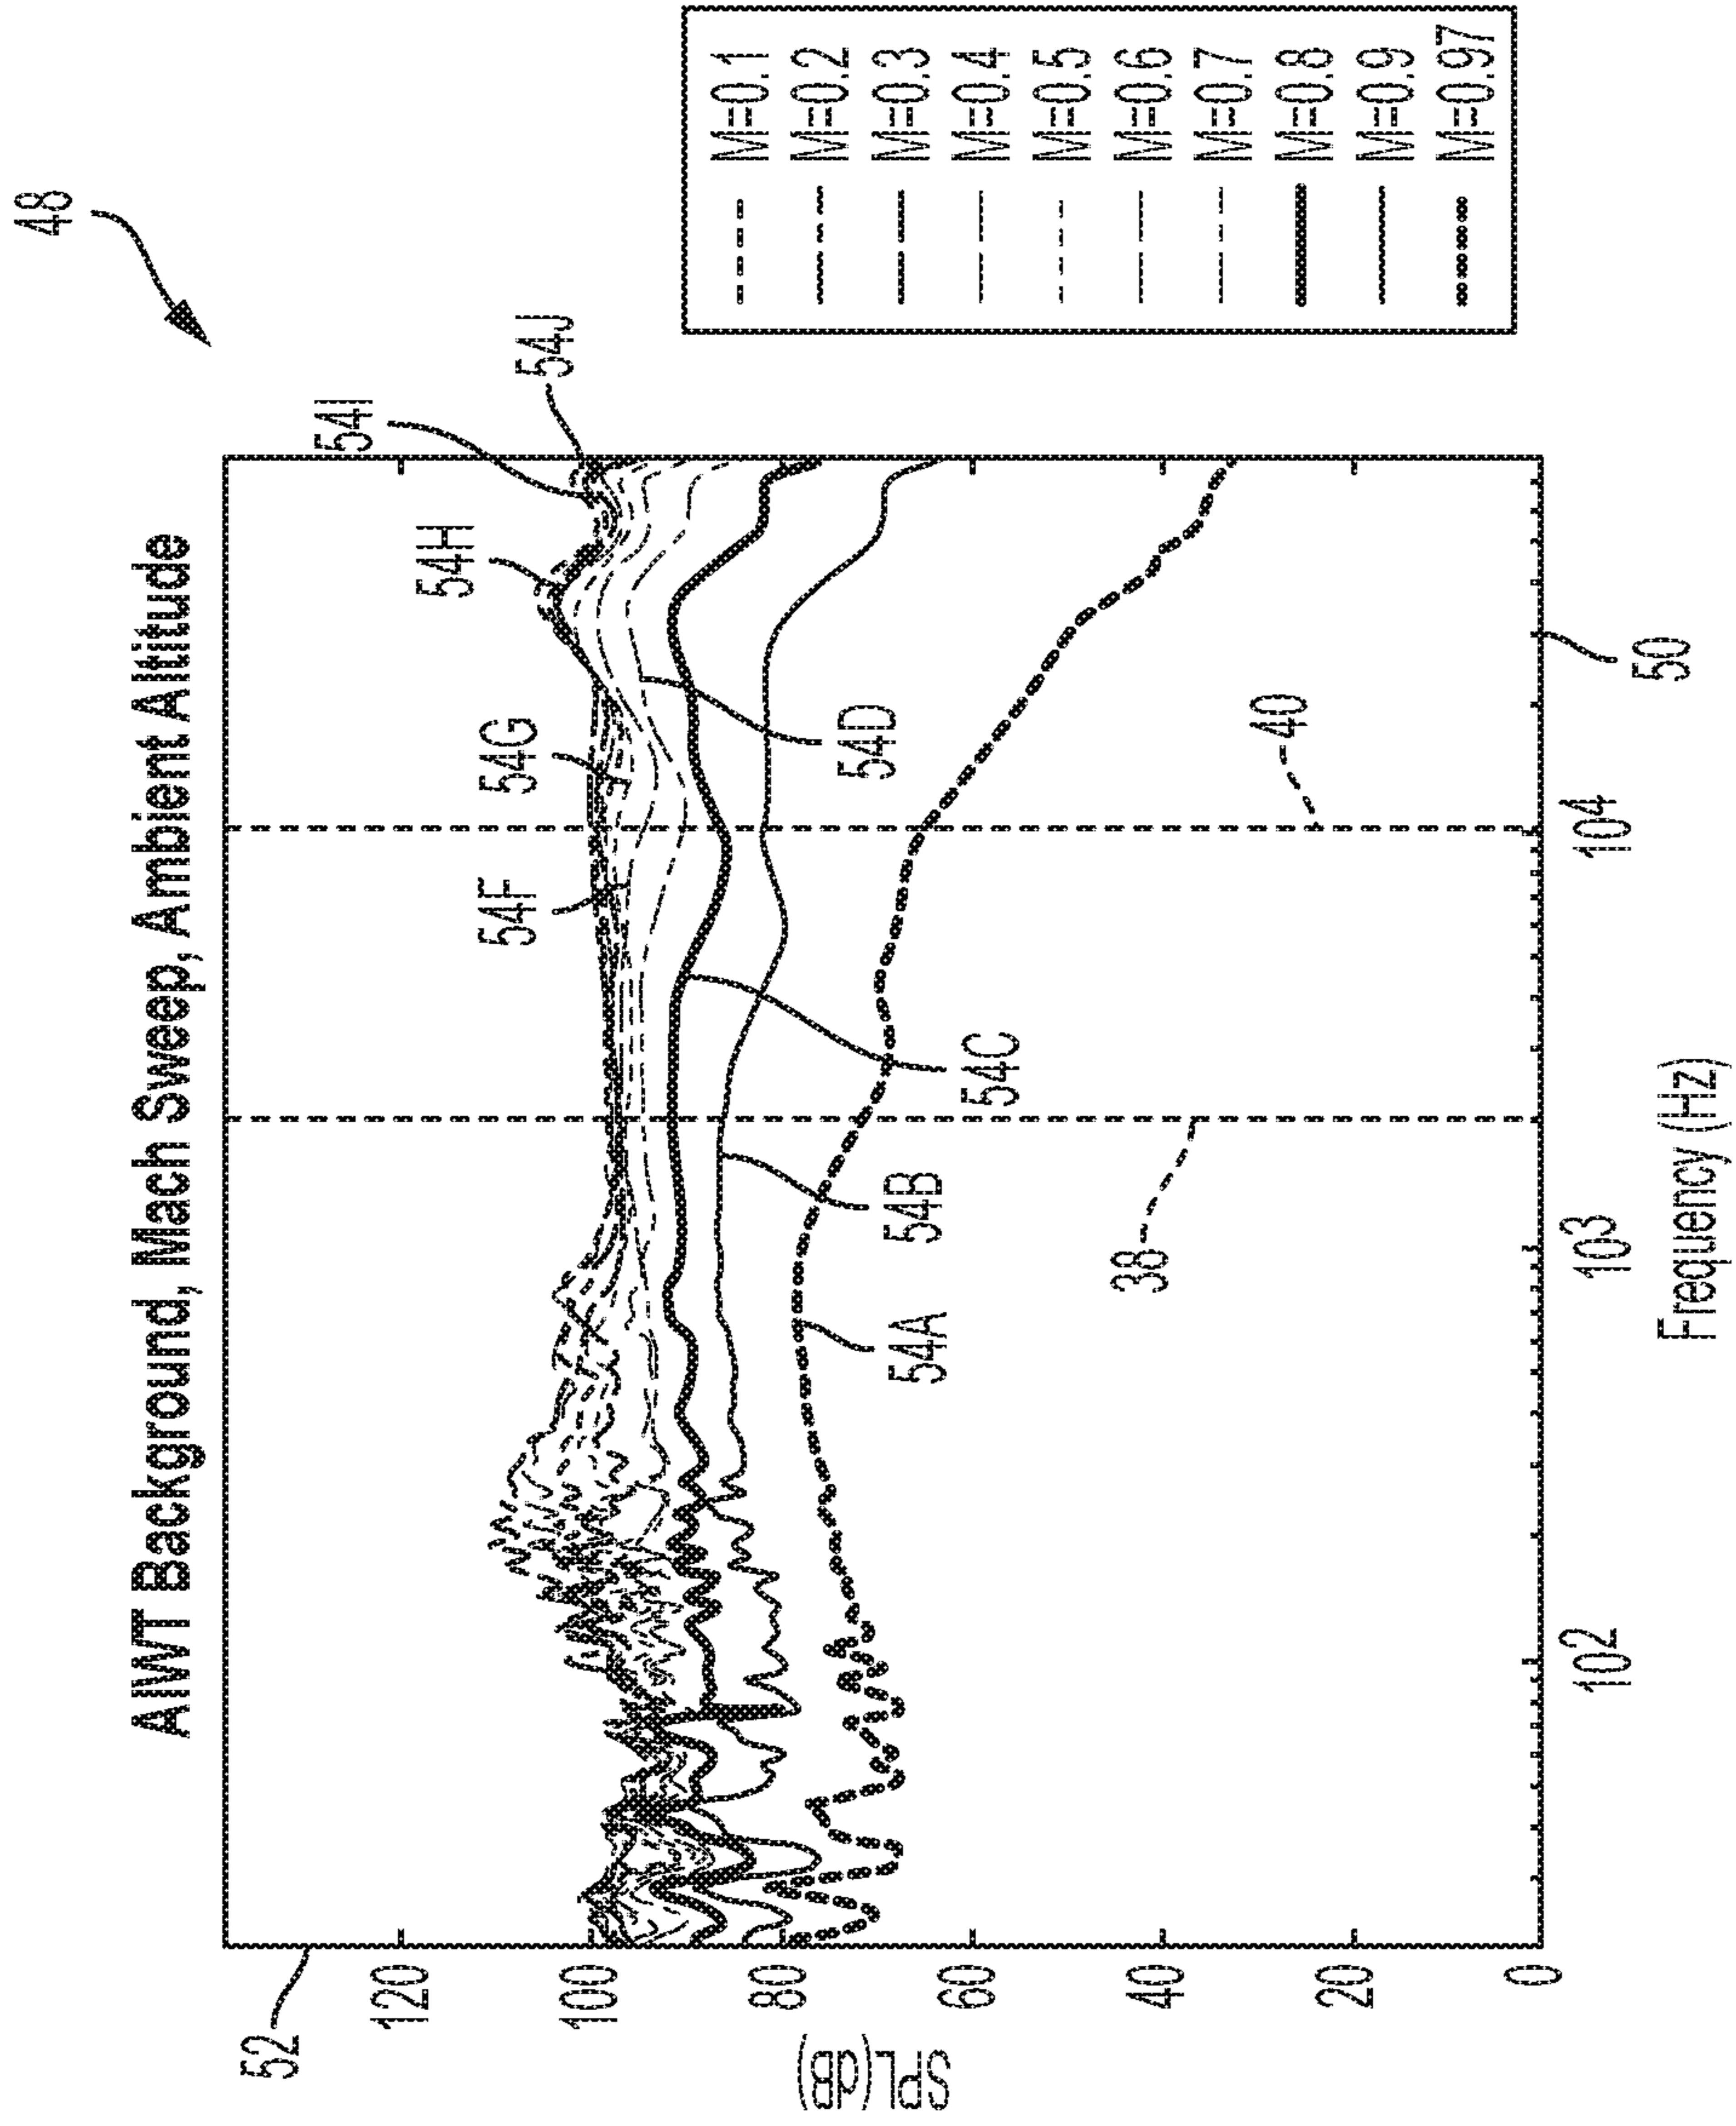 AIWT Background, Mach Sweep, Ambient Altitude
48
52
SPL(dB)
120
100
80
60
40
20
0
54F
54G
54H
54I
54J
54A
54B
54C
54D
38
40
50
10²
10³
10⁴
Frequency (Hz)
M=0.1
M=0.2
M=0.3
M=0.4
M=0.5
M=0.6
M=0.7
M=0.8
M=0.9
M=0.97